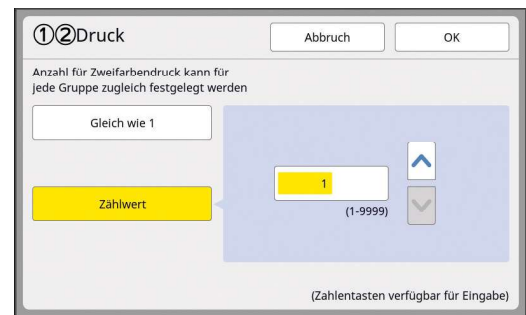 ①②Druck
Abbruch
OK
Anzahl für Zweifarbendruck kann für
jede Gruppe zugleich festgelegt werden
Gleich wie 1
Zählwert
1
(1-9999)
(Zahlentasten verfügbar für Eingabe)